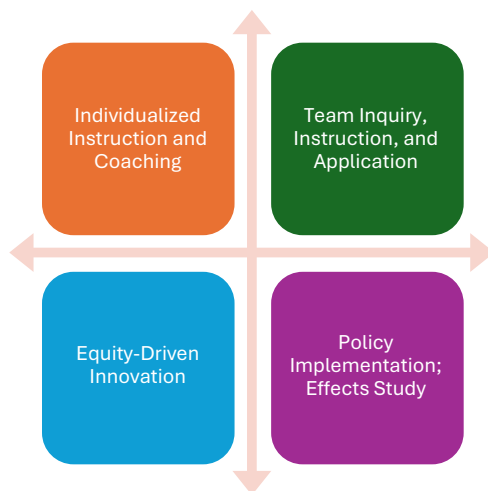 Individualized
Instruction and
Coaching
Team Inquiry,
Instruction, and
Application
Equity-Driven
Innovation
Policy
Implementation;
Effects Study